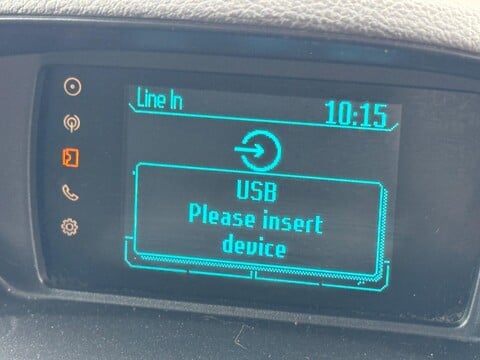 Line In
10:15
USB
Please insert
device